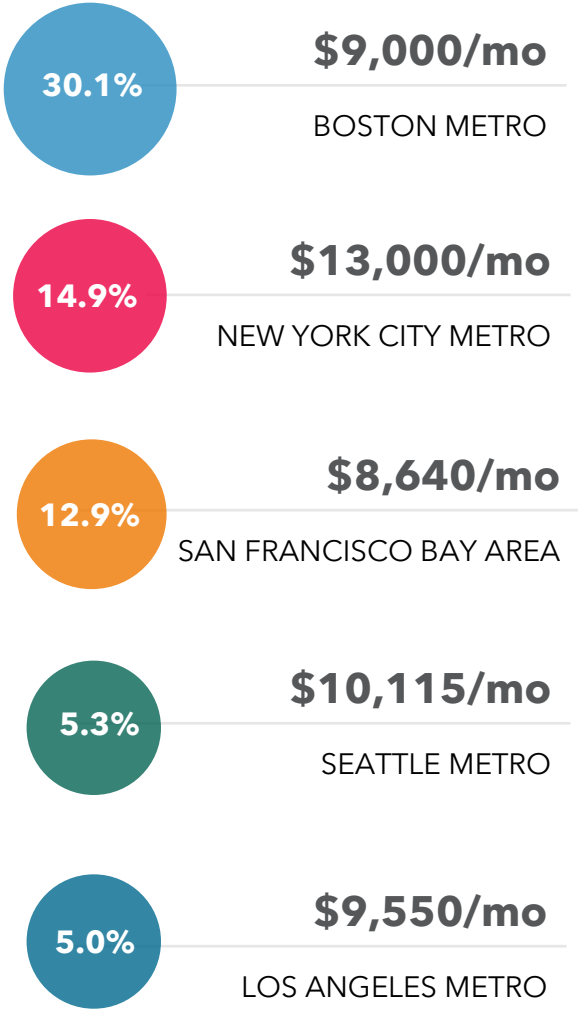 $9,000/mo
30.1%
BOSTON METRO
$13,000/mo
14.9%
NEW YORK CITY METRO
$8,640/mo
12.9%
SAN FRANCISCO BAY AREA
$10,115/mo
5.3%
SEATTLE METRO
$9,550/mo
5.0%
LOS ANGELES METRO